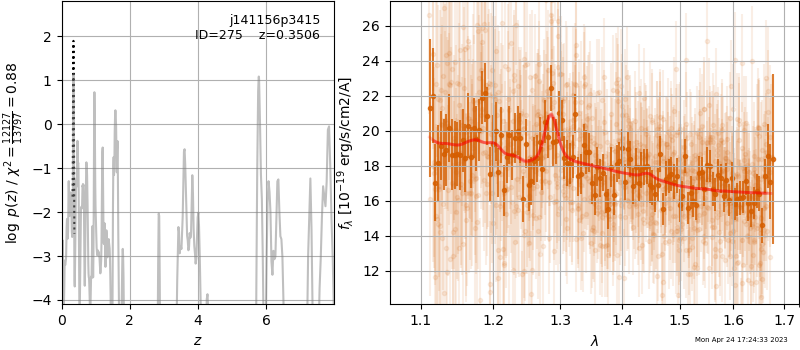 j141156p3415
ID=275 z=0.3506
log p(z) / χ² = 12127/13797 = 0.88
2
1
0
−1
−2
−3
−4
0 2 4 6
z
f_λ [10⁻¹⁹ erg/s/cm2/A]
26
24
22
20
18
16
14
12
1.1 1.2 1.3 1.4 1.5 1.6 1.7
λ
Mon Apr 24 17:24:33 2023